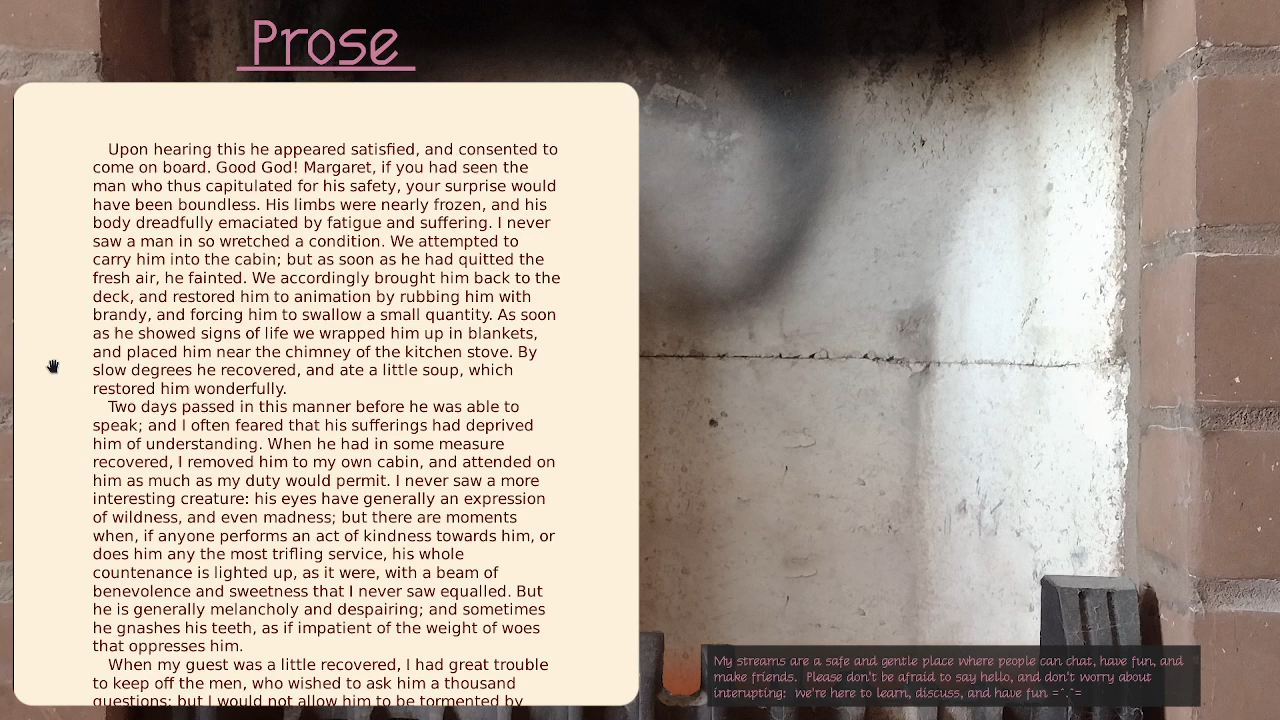 Prose
Upon hearing this he appeared satisfied, and consented to
come on board. Good God! Margaret, if you had seen the
man who thus capitulated for his safety, your surprise would
have been boundless. His limbs were nearly frozen, and his
body dreadfully emaciated by fatigue and suffering. I never
saw a man in so wretched a condition. We attempted to
carry him into the cabin; but as soon as he had quitted the
fresh air, he fainted. We accordingly brought him back to the
deck, and restored him to animation by rubbing him with
brandy, and forcing him to swallow a small quantity. As soon
as he showed signs of life we wrapped him up in blankets,
and placed him near the chimney of the kitchen stove. By
slow degrees he recovered, and ate a little soup, which
restored him wonderfully.
Two days passed in this manner before he was able to
speak; and I often feared that his sufferings had deprived
him of understanding. When he had in some measure
recovered, I removed him to my own cabin, and attended on
him as much as my duty would permit. I never saw a more
interesting creature: his eyes have generally an expression
of wildness, and even madness; but there are moments
when, if anyone performs an act of kindness towards him, or
does him any the most trifling service, his whole
countenance is lighted up, as it were, with a beam of
benevolence and sweetness that I never saw equalled. But
he is generally melancholy and despairing; and sometimes
he gnashes his teeth, as if impatient of the weight of woes
that oppresses him.
When my guest was a little recovered, I had great trouble
to keep off the men, who wished to ask him a thousand
questions; but I would not allow him to be tormented by
My streams are a safe and gentle place where people can chat, have fun, and
make friends. Please don't be afraid to say hello, and don't worry about
interupting: we're here to learn, discuss, and have fun =^.^=